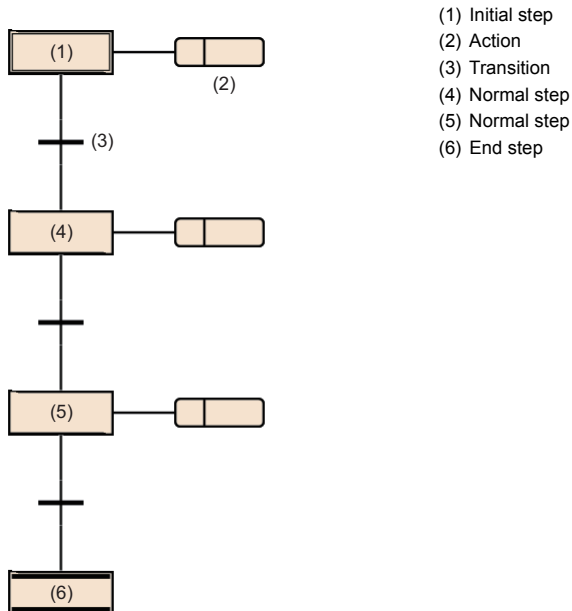 (1)
(2)
(3)
(4)
(5)
(6)
(1) Initial step
(2) Action
(3) Transition
(4) Normal step
(5) Normal step
(6) End step